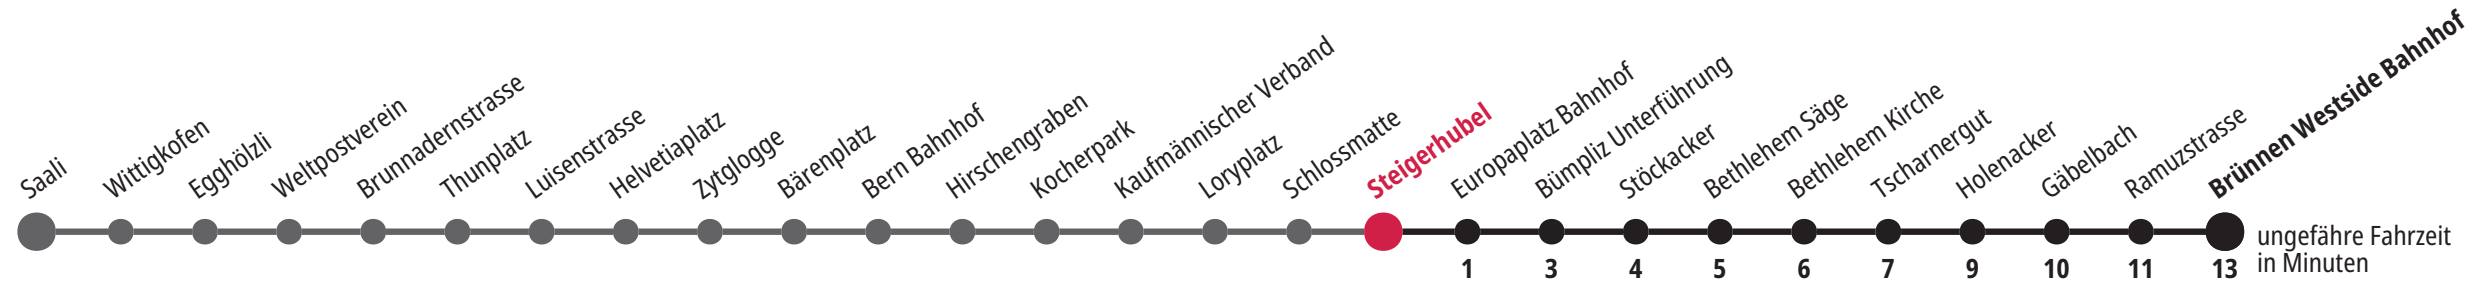 Saali
Wittigkofen
Egghölzli
Weltpostverein
Brunnadernstrasse
Thunplatz
Luisenstrasse
Helvetiaplatz
Zytglogge
Bärenplatz
Bern Bahnhof
Hirschengraben
Kocherpark
Kaufmännischer Verband
Loryplatz
Schlossmatte
Steigerhubel
Europaplatz Bahnhof
Bümpliz Unterführung
Stöckacker
Bethlehem Säge
Bethlehem Kirche
Tscharnergut
Holenacker
Gäbelbach
Ramuzstrasse
Brünnen Westside Bahnhof
1 3 4 5 6 7 9 10 11 13
ungefähre Fahrzeit
in Minuten